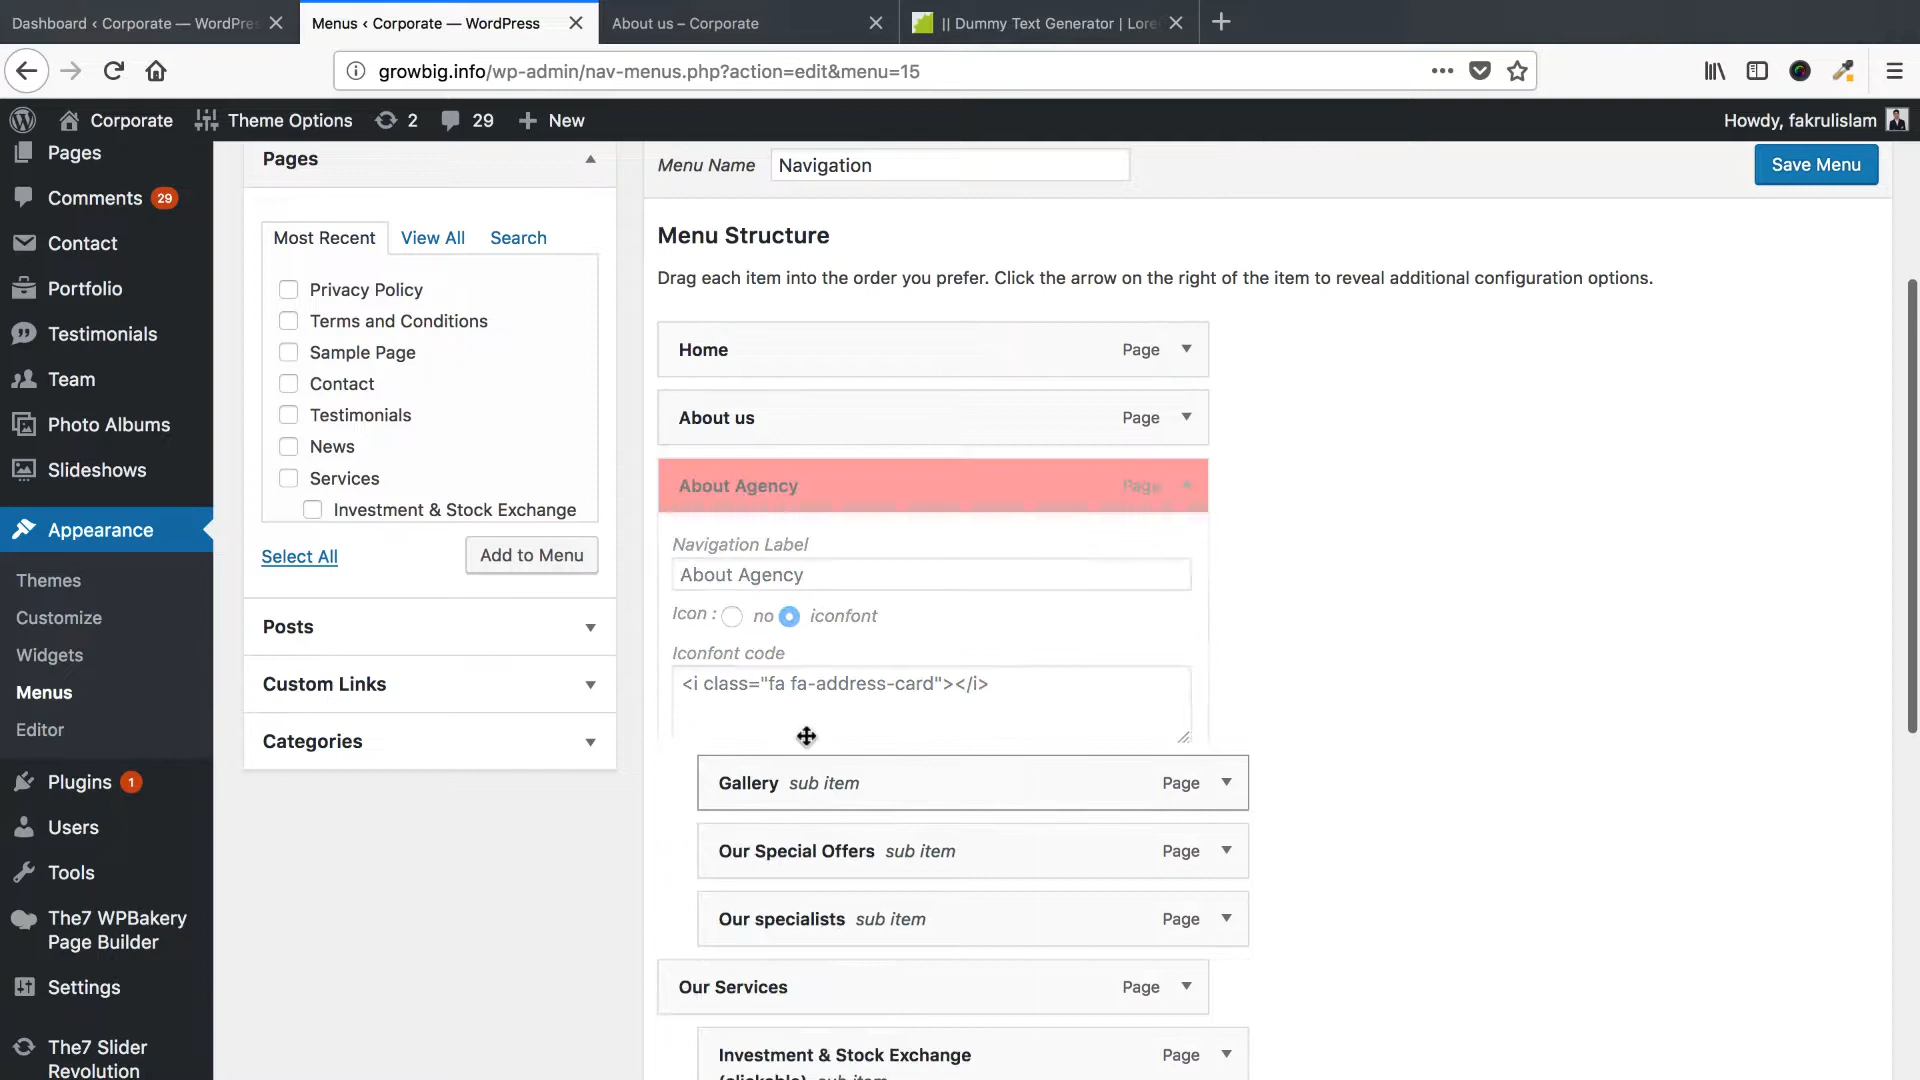 Dashboard ‹ Corporate — WordPres
Menus ‹ Corporate — WordPress
About us – Corporate
|| Dummy Text Generator | Lore
growbig.info/wp-admin/nav-menus.php?action=edit&menu=15
Corporate
Theme Options
2
29
New
Howdy, fakrulislam
Pages
Comments 29
Contact
Portfolio
Testimonials
Team
Photo Albums
Slideshows
Appearance
Themes
Customize
Widgets
Menus
Editor
Plugins 1
Users
Tools
The7 WPBakery
Page Builder
Settings
The7 Slider
Revolution
Pages
Most Recent
View All
Search
Privacy Policy
Terms and Conditions
Sample Page
Contact
Testimonials
News
Services
Investment & Stock Exchange
Select All
Add to Menu
Posts
Custom Links
Categories
Menu Name
Navigation
Save Menu
Menu Structure
Drag each item into the order you prefer. Click the arrow on the right of the item to reveal additional configuration options.
Home Page
About us Page
About Agency Page
Navigation Label
About Agency
Icon : no iconfont
Iconfont code
<i class="fa fa-address-card"></i>
Gallery sub item Page
Our Special Offers sub item Page
Our specialists sub item Page
Our Services Page
Investment & Stock Exchange Page
(clickable) sub item